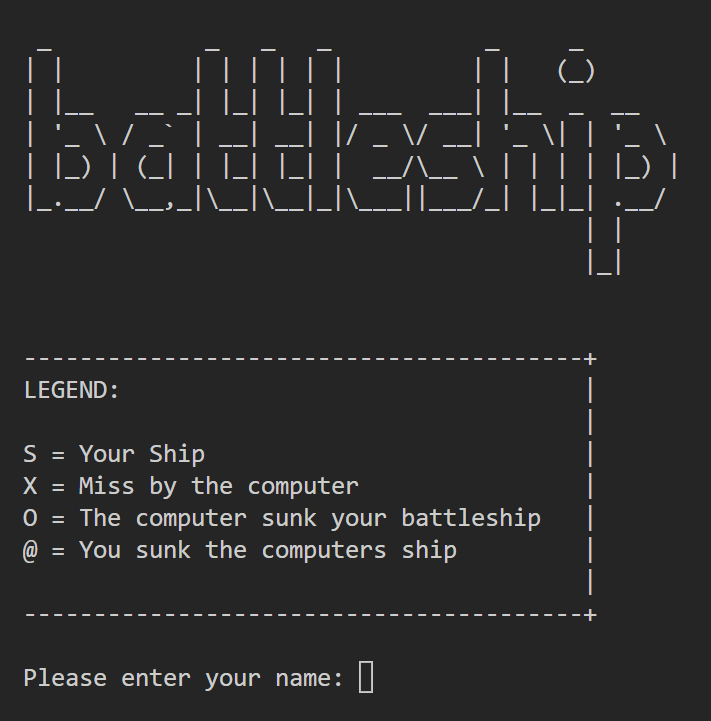 battleship
LEGEND:
S = Your Ship
X = Miss by the computer
O = The computer sunk your battleship
@ = You sunk the computers ship
Please enter your name: